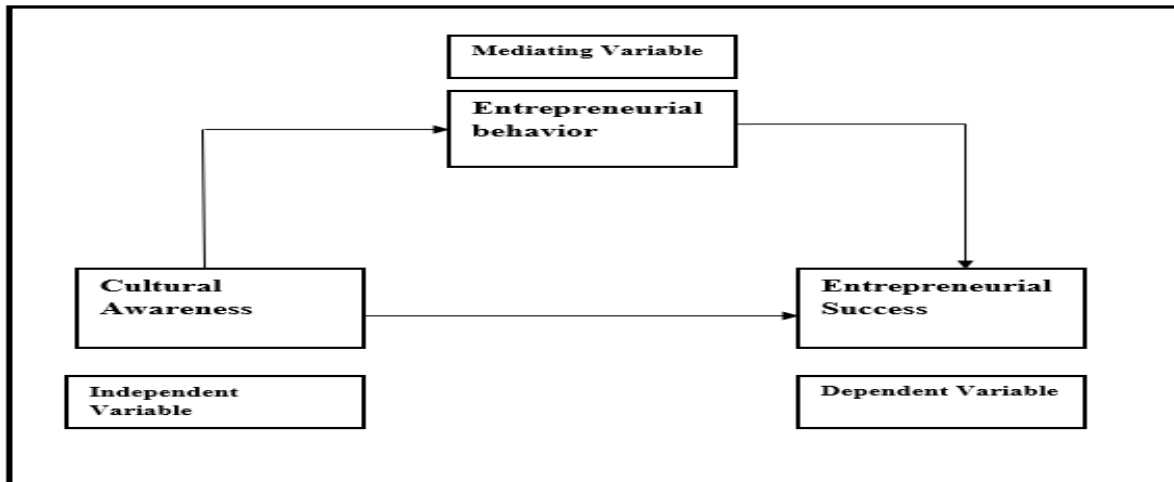 Mediating Variable
Entrepreneurial
behavior
Cultural
Awareness
Entrepreneurial
Success
Independent
Variable
Dependent Variable